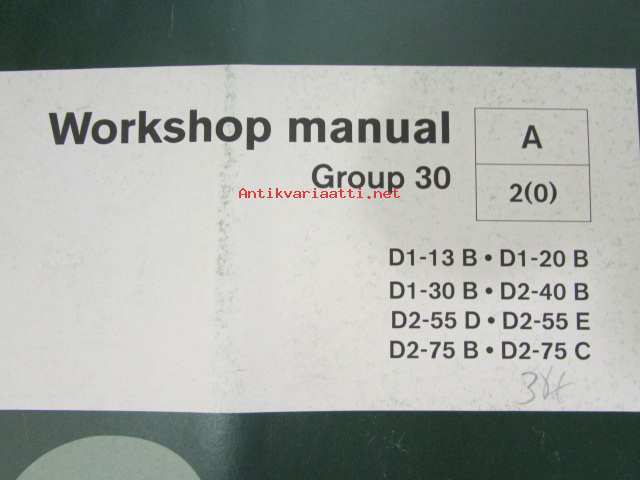 Workshop manual
Group 30
Antikvariaatti.net
A
2(0)
D1-13 B • D1-20 B
D1-30 B • D2-40 B
D2-55 D • D2-55 E
D2-75 B • D2-75 C